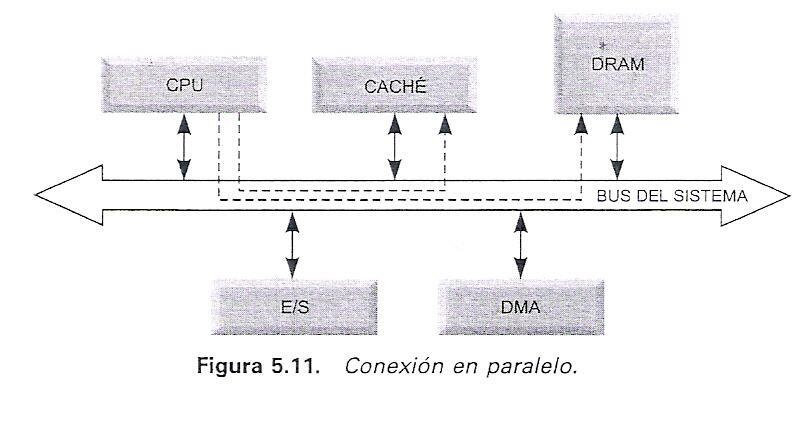 CPU
CACHÉ
DRAM
BUS DEL SISTEMA
E/S
DMA
Figura 5.11. Conexión en paralelo.